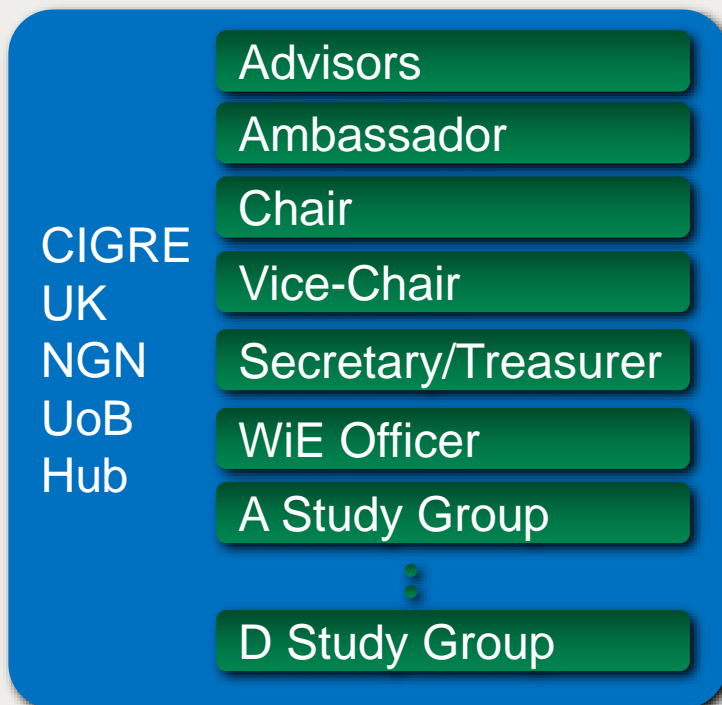 CIGRE
UK
NGN
UoB
Hub
Advisors
Ambassador
Chair
Vice-Chair
Secretary/Treasurer
WiE Officer
A Study Group
D Study Group